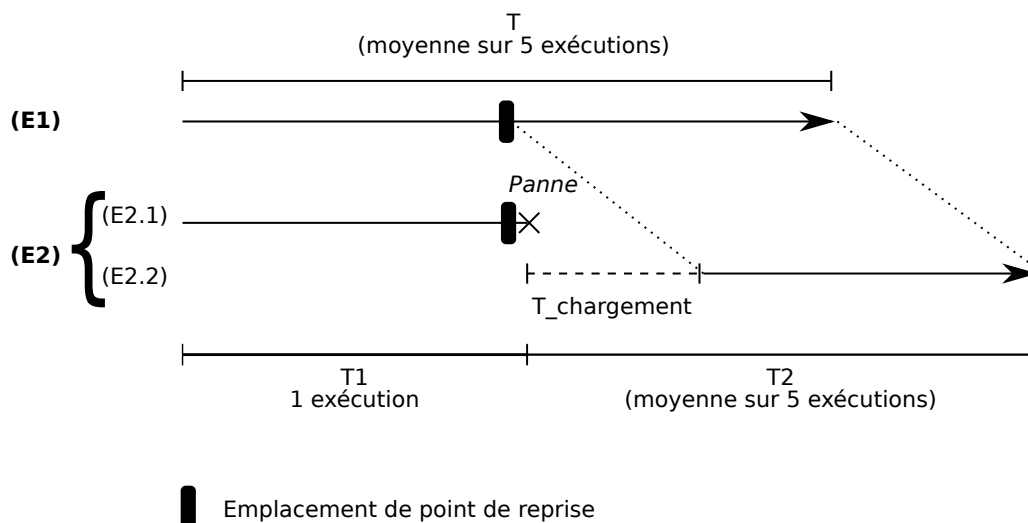 T
(moyenne sur 5 exécutions)
(E1)
Panne
(E2.1)
(E2)
(E2.2)
T_chargement
T1
1 exécution
T2
(moyenne sur 5 exécutions)
Emplacement de point de reprise